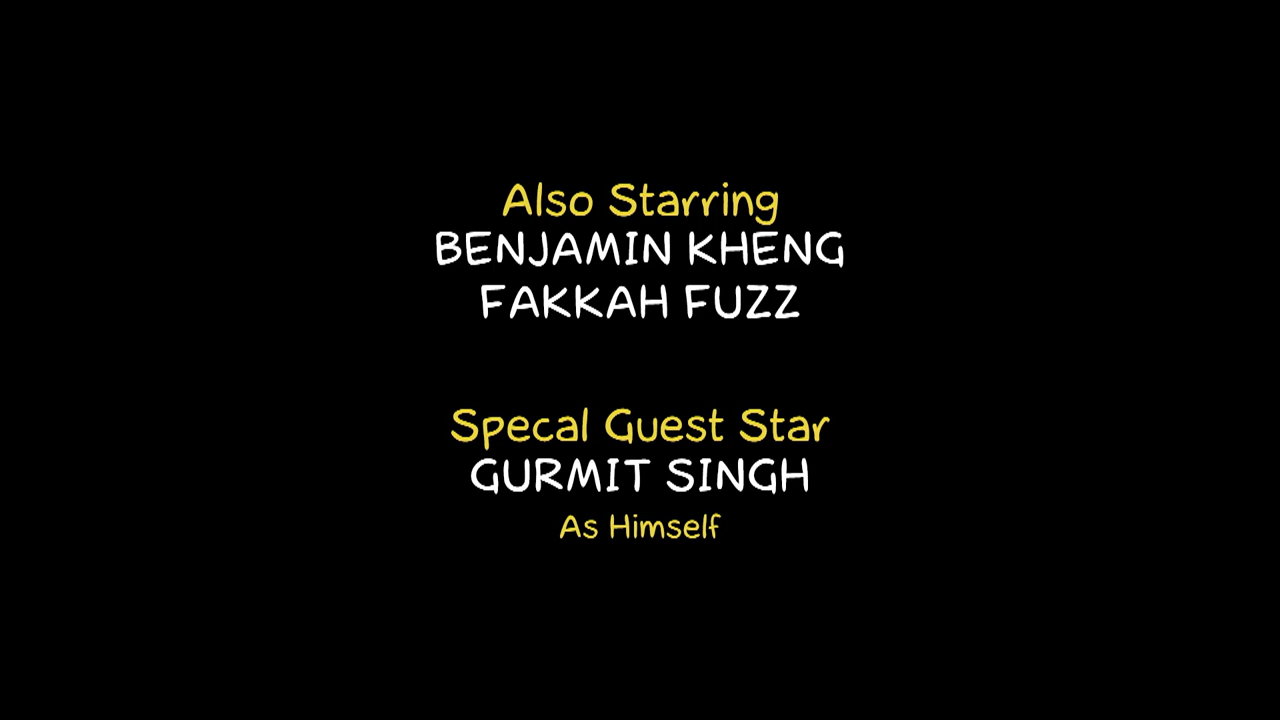 Also Starring
BENJAMIN KHENG
FAKKAH FUZZ
Specal Guest Star
GURMIT SINGH
As Himself